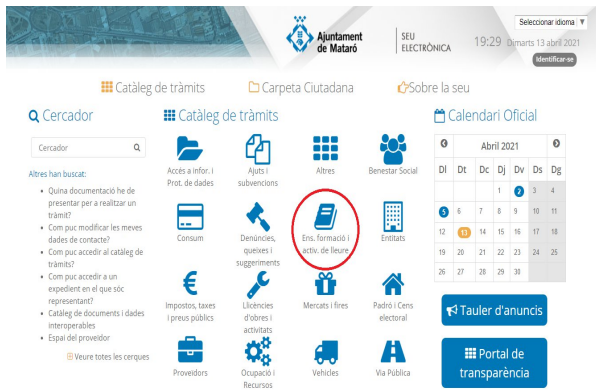 Seleccionar idioma ▼
Ajuntament
de Mataró
SEU
ELECTRÒNICA
19:29 Dimarts 13 abril 2021
Identificar-se
Catàleg de tràmits
Carpeta Ciutadana
Sobre la seu
Cercador
Cercador
Altres han buscat:
Quina documentació he de
presentar per a realitzar un
tràmit?
Com puc modificar les meves
dades de contacte?
Com puc accedir al catàleg de
tràmits?
Com puc accedir a un
expedient en el que sóc
representant?
Catàleg de documents i dades
interoperables
Espai del proveïdor
Veure totes les cerques
Catàleg de tràmits
Accés a infor. i
Prot. de dades
Ajuts i
subvencions
Altres
Benestar Social
Consum
Denúncies,
queixes i
suggeriments
Ens. formació i
activ. de lleure
Entitats
Impostos, taxes
i preus públics
Llicències
d'obres i
activitats
Mercats i fires
Padró i Cens
electoral
Proveïdors
Ocupació i
Recursos
Vehicles
Via Pública
Calendari Oficial
Abril 2021
Dl Dt Dc Dj Dv Ds Dg
1 2 3 4
5 6 7 8 9 10 11
12 13 14 15 16 17 18
19 20 21 22 23 24 25
26 27 28 29 30
Tauler d'anuncis
Portal de
transparència